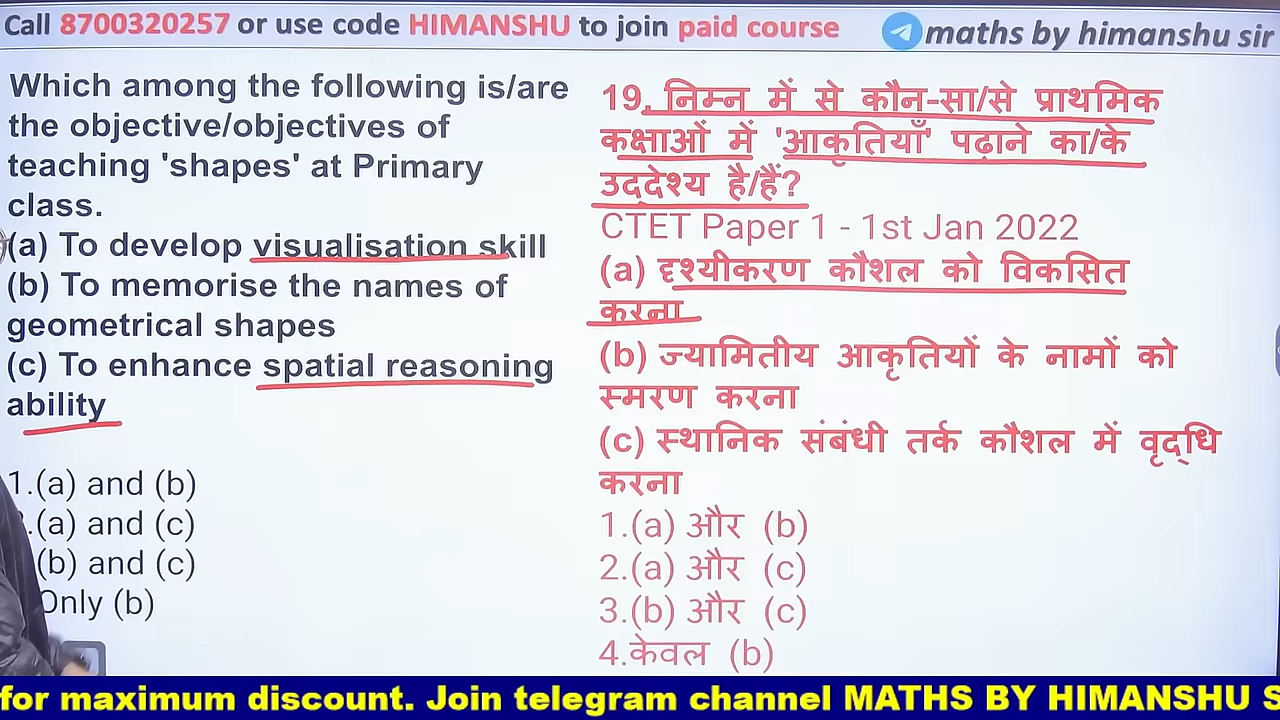 Call 8700320257 or use code HIMANSHU to join paid course
maths by himanshu sir
Which among the following is/are
the objective/objectives of
teaching 'shapes' at Primary
class.
(a) To develop visualisation skill
(b) To memorise the names of
geometrical shapes
(c) To enhance spatial reasoning
ability
1.(a) and (b)
.(a) and (c)
(b) and (c)
Only (b)
19. निम्न में से कौन-सा/से प्राथमिक
कक्षाओं में 'आकृतियाँ' पढ़ाने का/के
उद्देश्य है/हैं?
CTET Paper 1 - 1st Jan 2022
(a) दृश्यीकरण कौशल को विकसित
करना
(b) ज्यामितीय आकृतियों के नामों को
स्मरण करना
(c) स्थानिक संबंधी तर्क कौशल में वृद्धि
करना
1.(a) और (b)
2.(a) और (c)
3.(b) और (c)
4.केवल (b)
for maximum discount. Join telegram channel MATHS BY HIMANSHU S